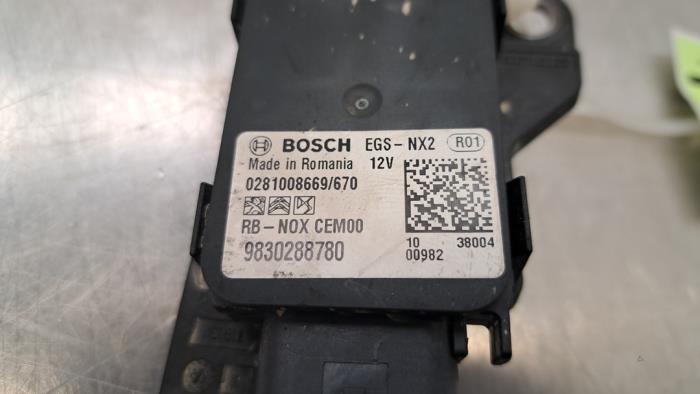 BOSCH EGS-NX2 R01
Made in Romania 12V
0281008669/670
RB-NOX CEM00
9830288780
10 38004
00982